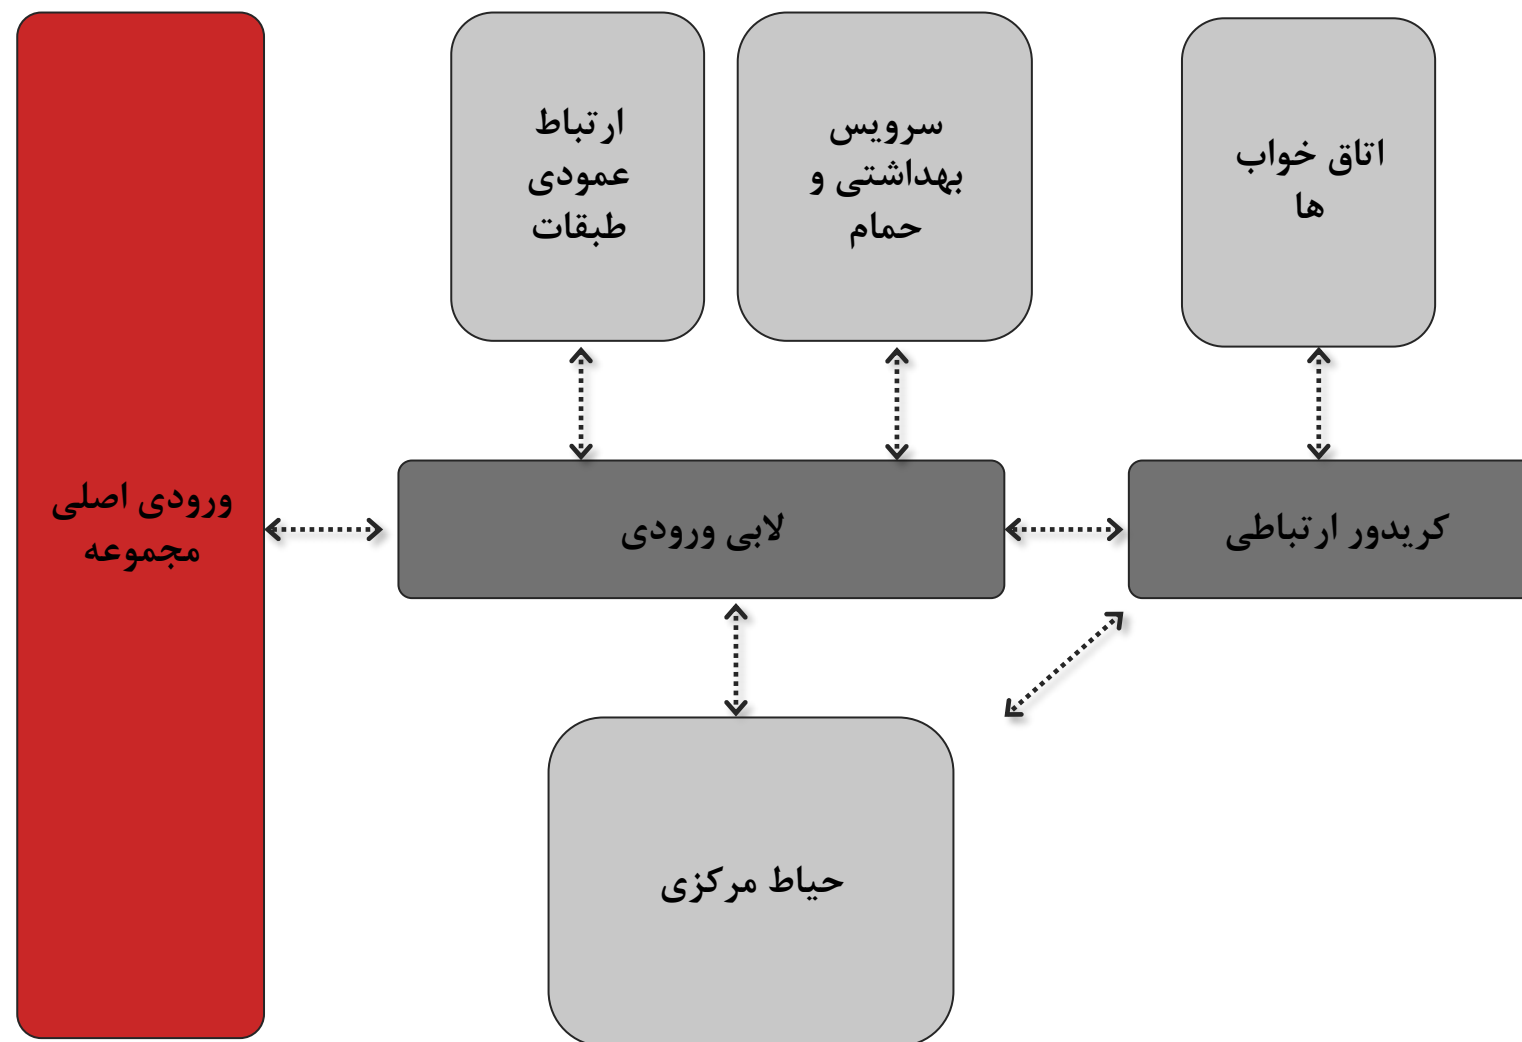 ارتباط
عمودی
طبقات
سرویس
بهداشتی و
حمام
اتاق خواب
ها
ورودی اصلی
مجموعه
لابی ورودی
کریدور ارتباطی
حیاط مرکزی